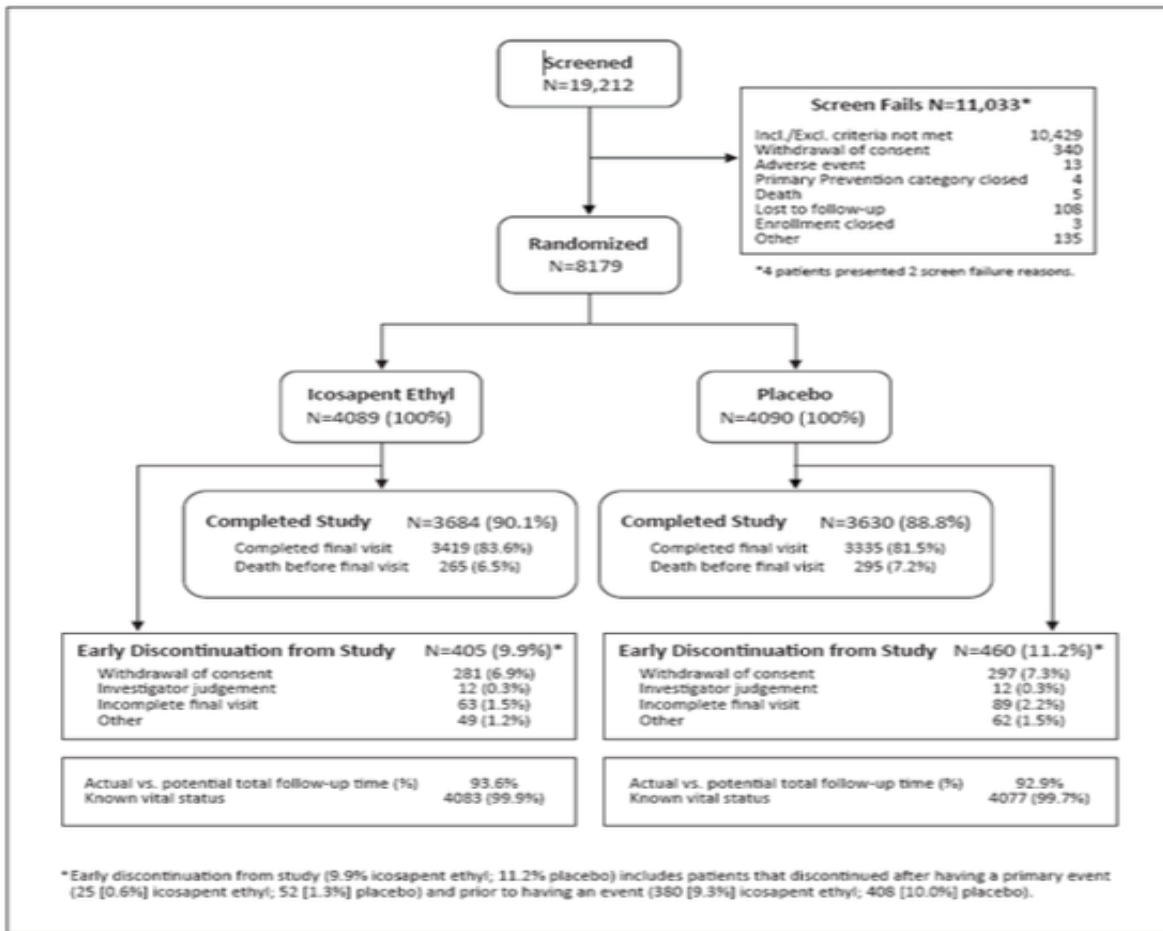 Screened
N=19,212
Screen Fails N=11,033*
Incl./Excl. criteria not met 10,429
Withdrawal of consent 340
Adverse event 13
Primary Prevention category closed 4
Death 5
Lost to follow-up 108
Enrollment closed 3
Other 135
*4 patients presented 2 screen failure reasons.
Randomized
N=8179
Icosapent Ethyl
N=4089 (100%)
Placebo
N=4090 (100%)
Completed Study N=3684 (90.1%)
Completed final visit 3419 (83.6%)
Death before final visit 265 (6.5%)
Completed Study N=3630 (88.8%)
Completed final visit 3335 (81.5%)
Death before final visit 295 (7.2%)
Early Discontinuation from Study N=405 (9.9%)*
Withdrawal of consent 281 (6.9%)
Investigator judgement 12 (0.3%)
Incomplete final visit 63 (1.5%)
Other 49 (1.2%)
Early Discontinuation from Study N=460 (11.2%)*
Withdrawal of consent 297 (7.3%)
Investigator judgement 12 (0.3%)
Incomplete final visit 89 (2.2%)
Other 62 (1.5%)
Actual vs. potential total follow-up time (%) 93.6%
Known vital status 4083 (99.9%)
Actual vs. potential total follow-up time (%) 92.9%
Known vital status 4077 (99.7%)
*Early discontinuation from study (9.9% icosapent ethyl; 11.2% placebo) includes patients that discontinued after having a primary event
(25 [0.6%] icosapent ethyl; 52 [1.3%] placebo) and prior to having an event (380 [9.3%] icosapent ethyl; 408 [10.0%] placebo).